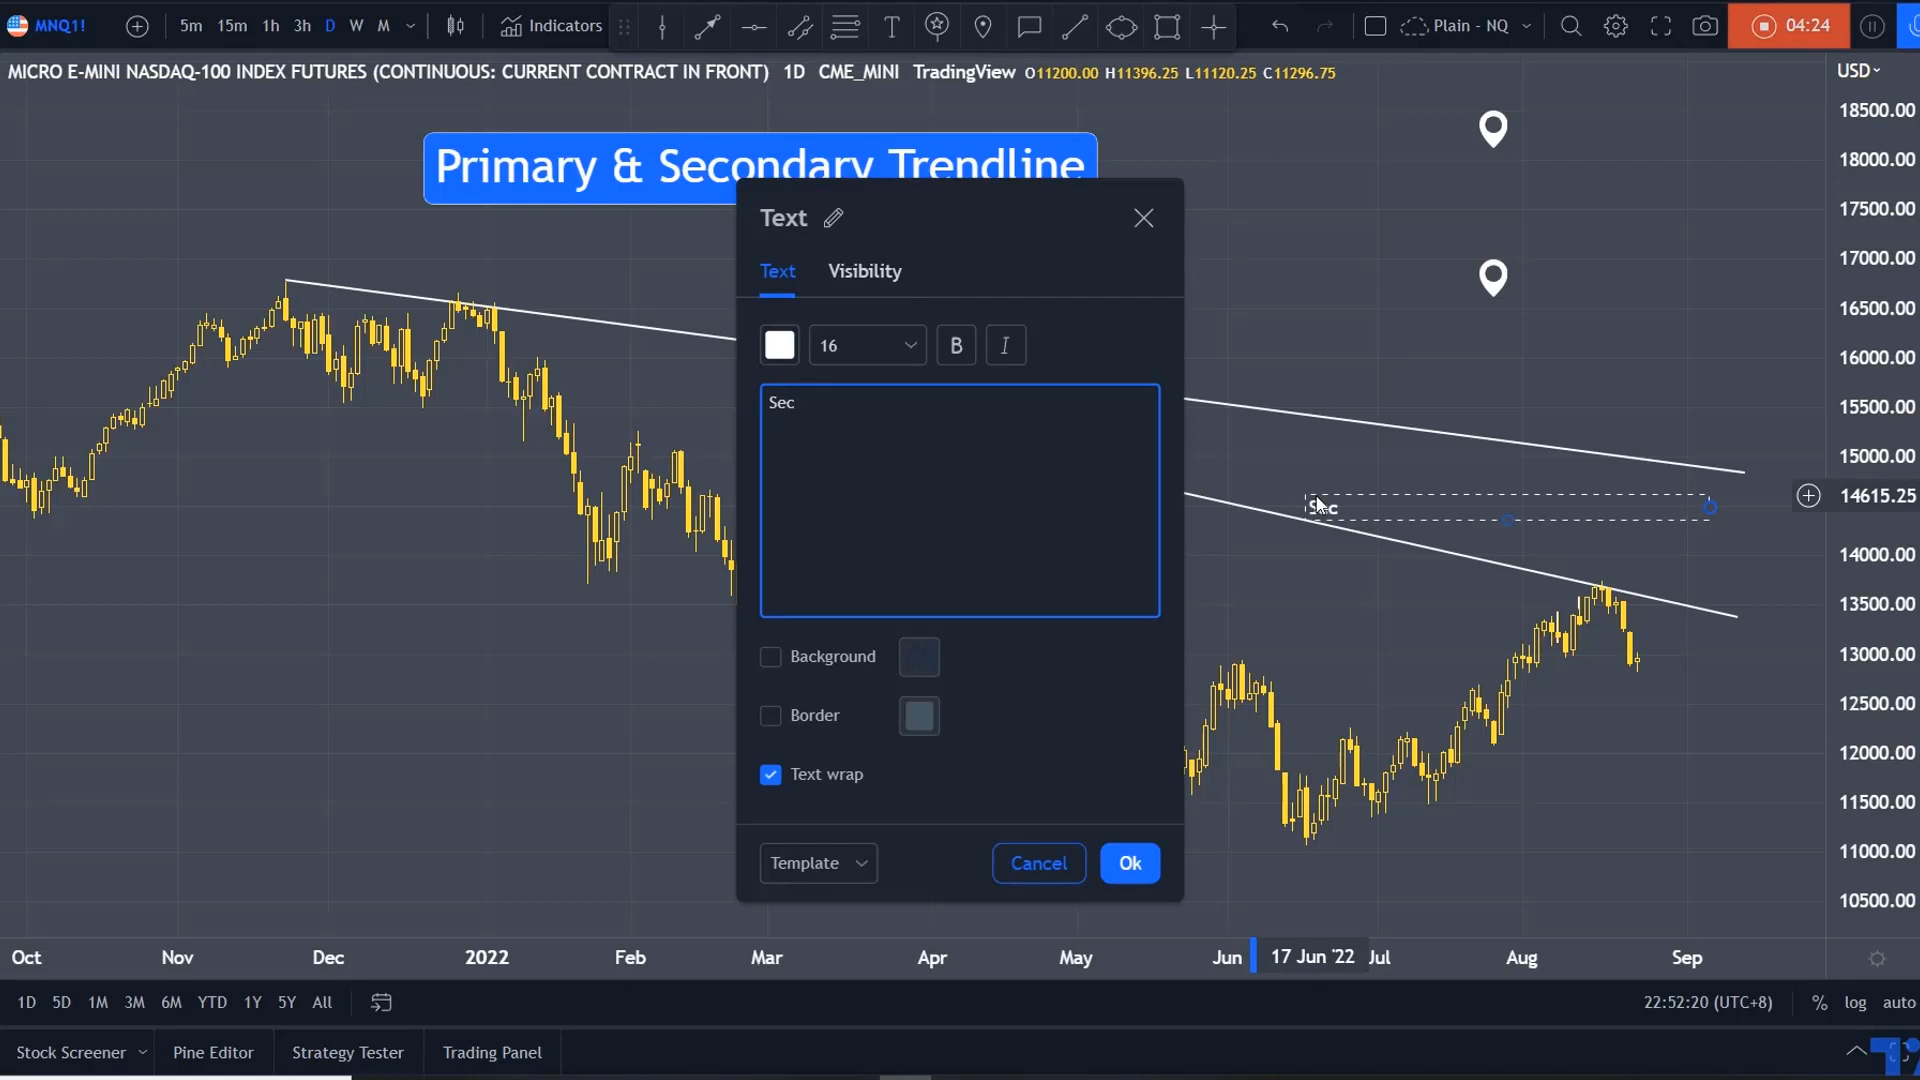 MNQ1!
5m 15m 1h 3h D W M
Indicators
T
Plain - NQ
04:24
MICRO E-MINI NASDAQ-100 INDEX FUTURES (CONTINUOUS: CURRENT CONTRACT IN FRONT) 1D CME_MINI TradingView O11200.00 H11396.25 L11120.25 C11296.75
USD
18500.00
Primary & Secondary Trendline
18000.00
17500.00
Text
17000.00
Text Visibility
16500.00
16 B I
16000.00
Sec
15500.00
15000.00
14615.25
Sec
14000.00
13500.00
Background
13000.00
12500.00
Border
12000.00
Text wrap
11500.00
11000.00
Template Cancel Ok
10500.00
Oct Nov Dec 2022 Feb Mar Apr May Jun 17 Jun '22 Jul Aug Sep
1D 5D 1M 3M 6M YTD 1Y 5Y All
22:52:20 (UTC+8) % log auto
Stock Screener Pine Editor Strategy Tester Trading Panel